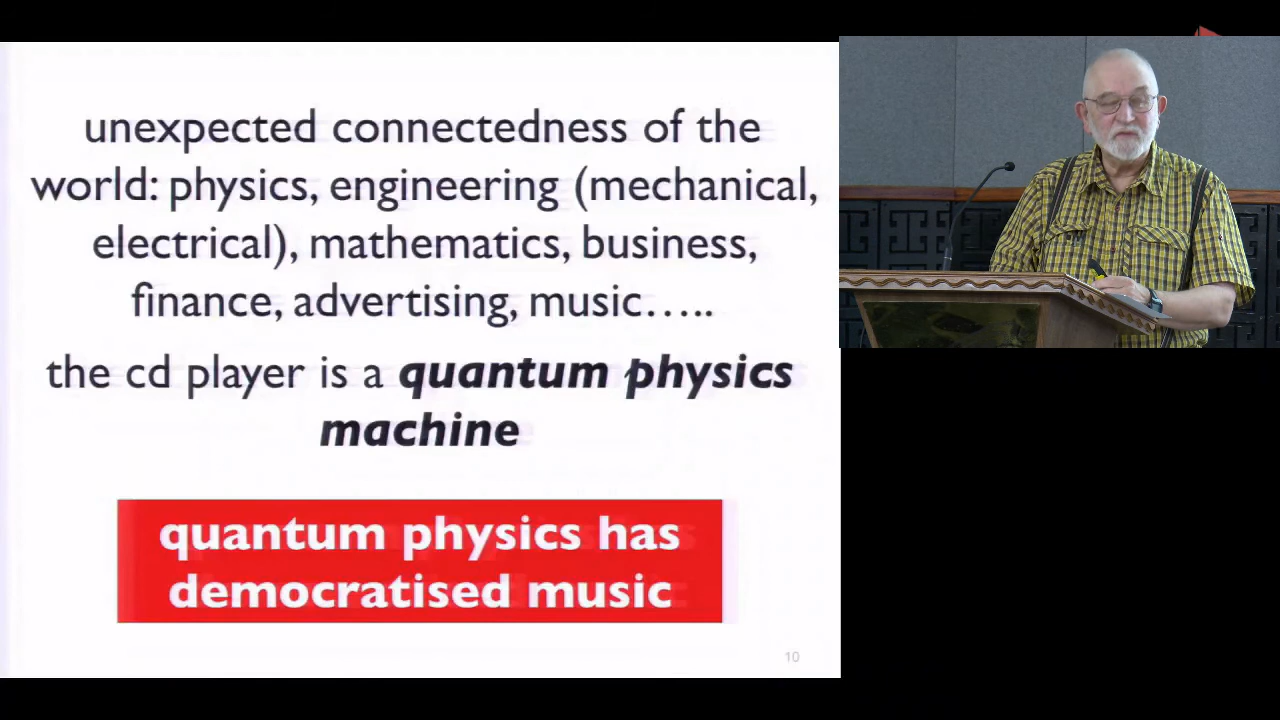 unexpected connectedness of the
world: physics, engineering (mechanical,
electrical), mathematics, business,
finance, advertising, music…..
the cd player is a quantum physics
machine
quantum physics has
democratised music
10